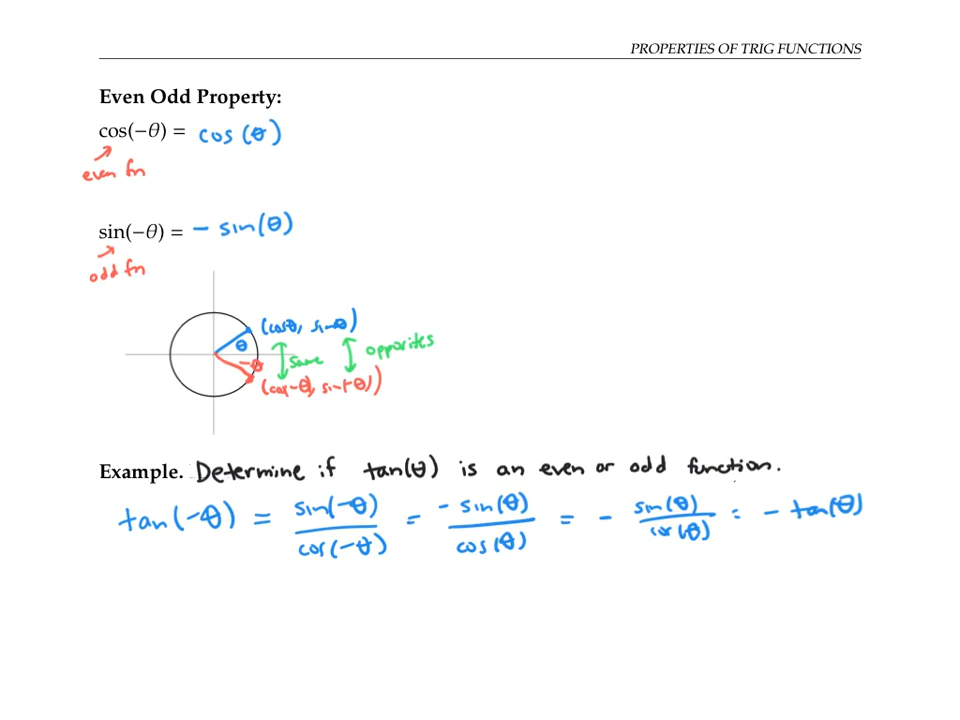 PROPERTIES OF TRIG FUNCTIONS
Even Odd Property:
cos(−θ) = cos(θ)
even fn
sin(−θ) = − sin(θ)
odd fn
(cosθ, sinθ)
θ
same
opposites
−θ
(cos−θ), sin(−θ))
Example. Determine if tan(θ) is an even or odd function.
tan(−θ) = sin(−θ)/cos(−θ) = − sin(θ)/cos(θ) = − sin(θ)/cos(θ) = − tan(θ)